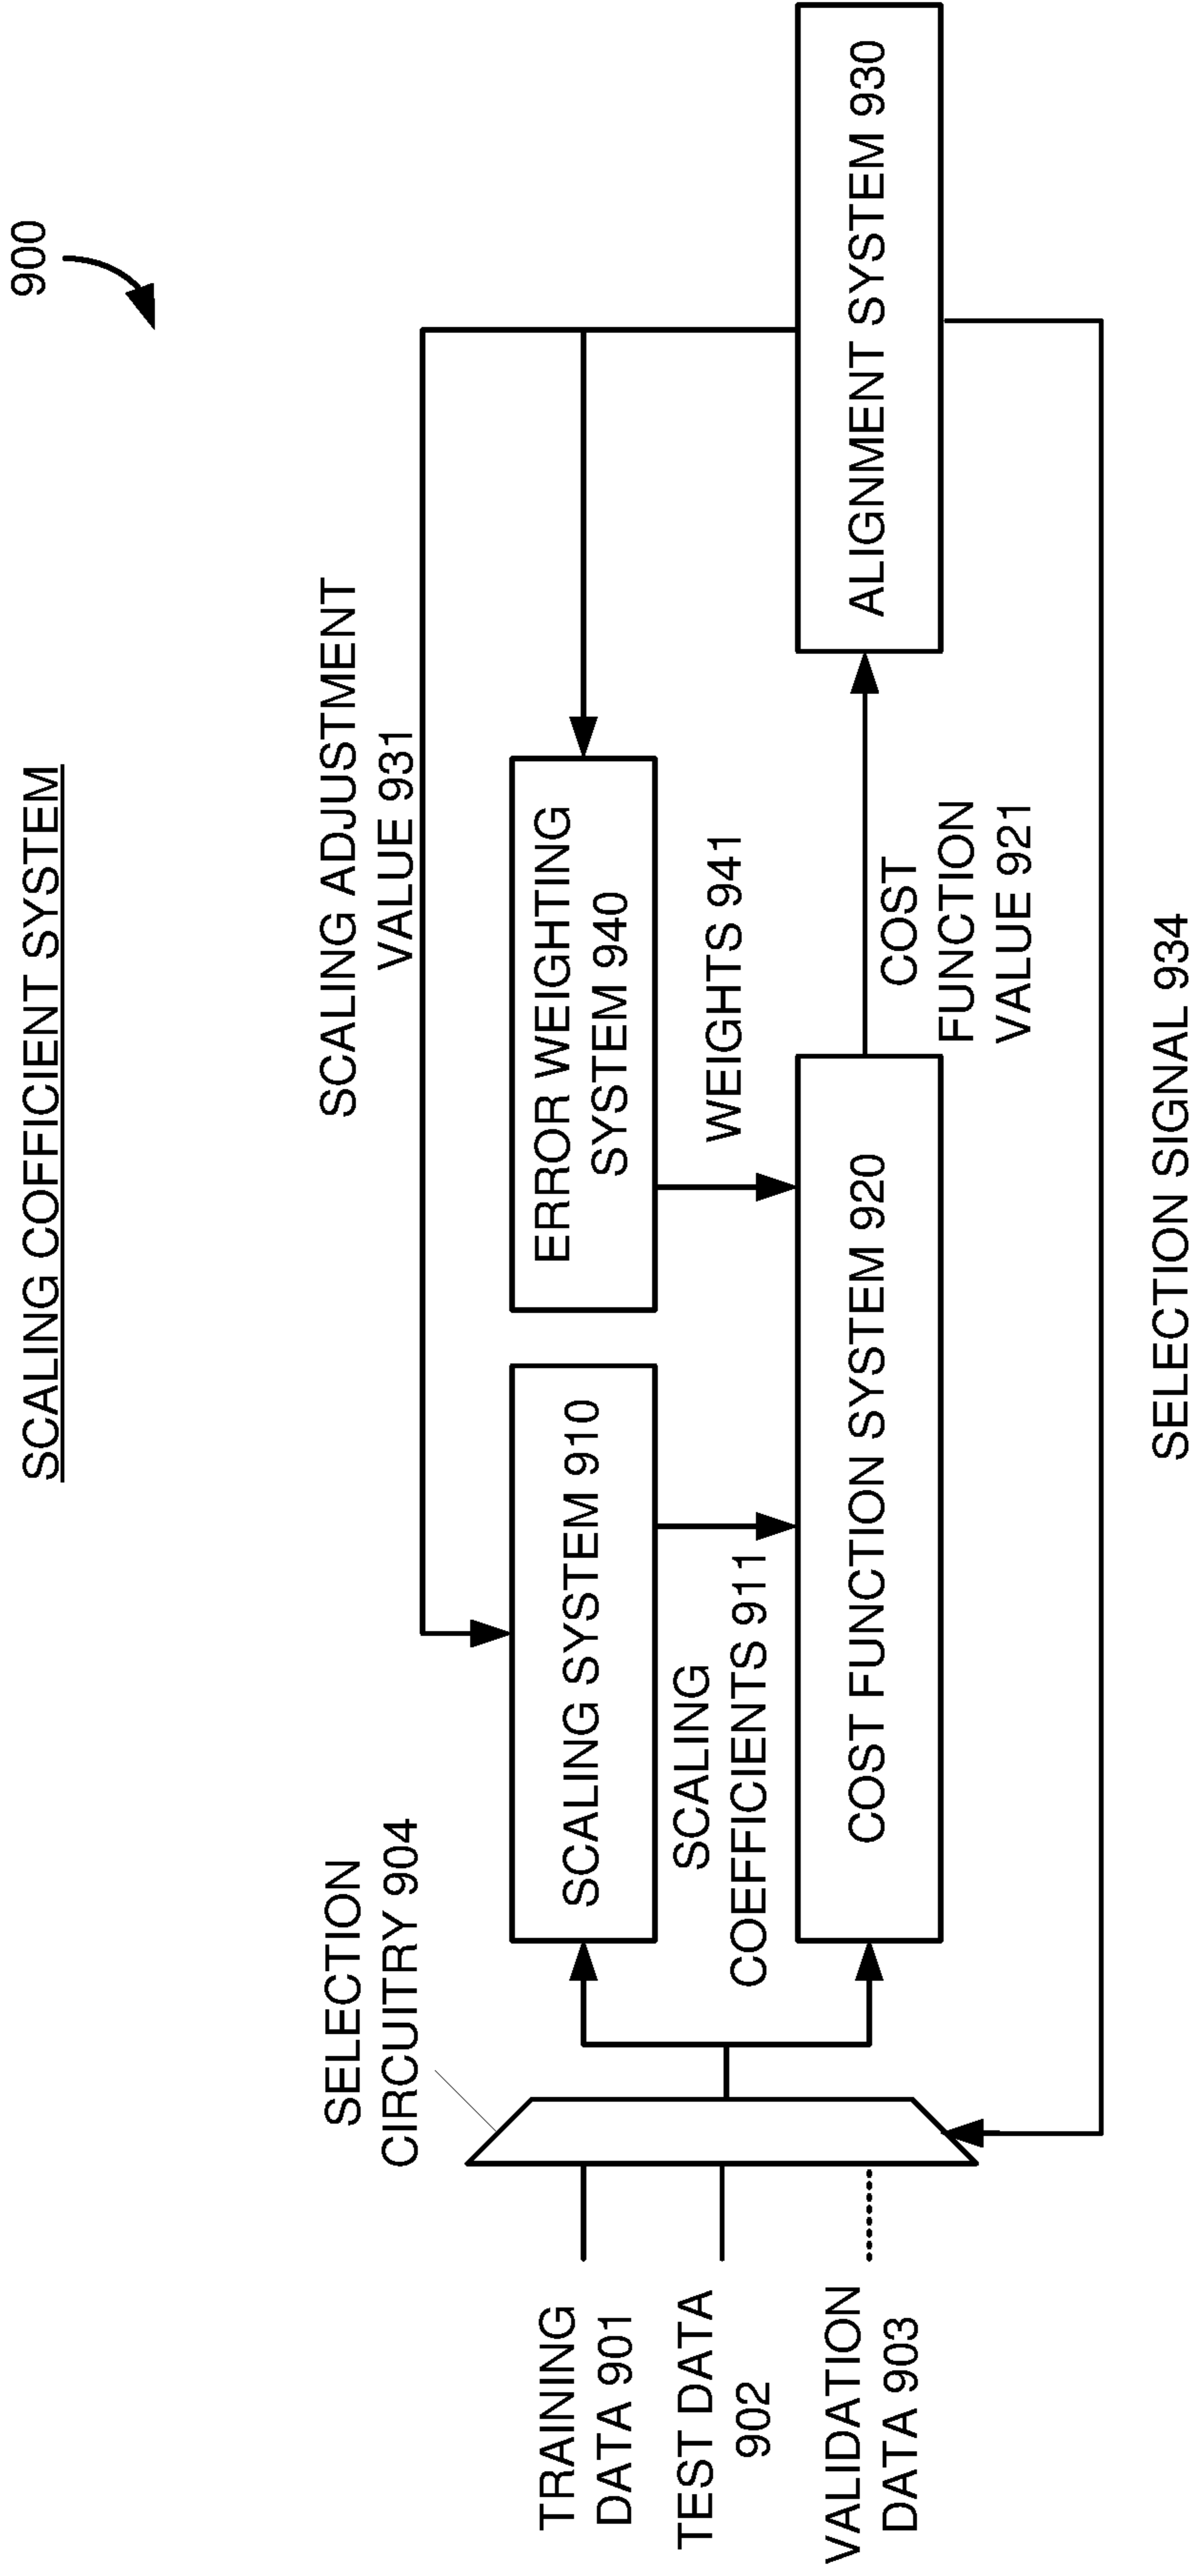 SCALING COFFICIENT SYSTEM
900
SCALING ADJUSTMENT
VALUE 931
SELECTION
CIRCUITRY 904
TRAINING
DATA 901
TEST DATA
902
VALIDATION
DATA 903
SCALING SYSTEM 910
ERROR WEIGHTING
SYSTEM 940
SCALING
COEFFICIENTS 911
WEIGHTS 941
COST FUNCTION SYSTEM 920
COST
FUNCTION
VALUE 921
ALIGNMENT SYSTEM 930
SELECTION SIGNAL 934